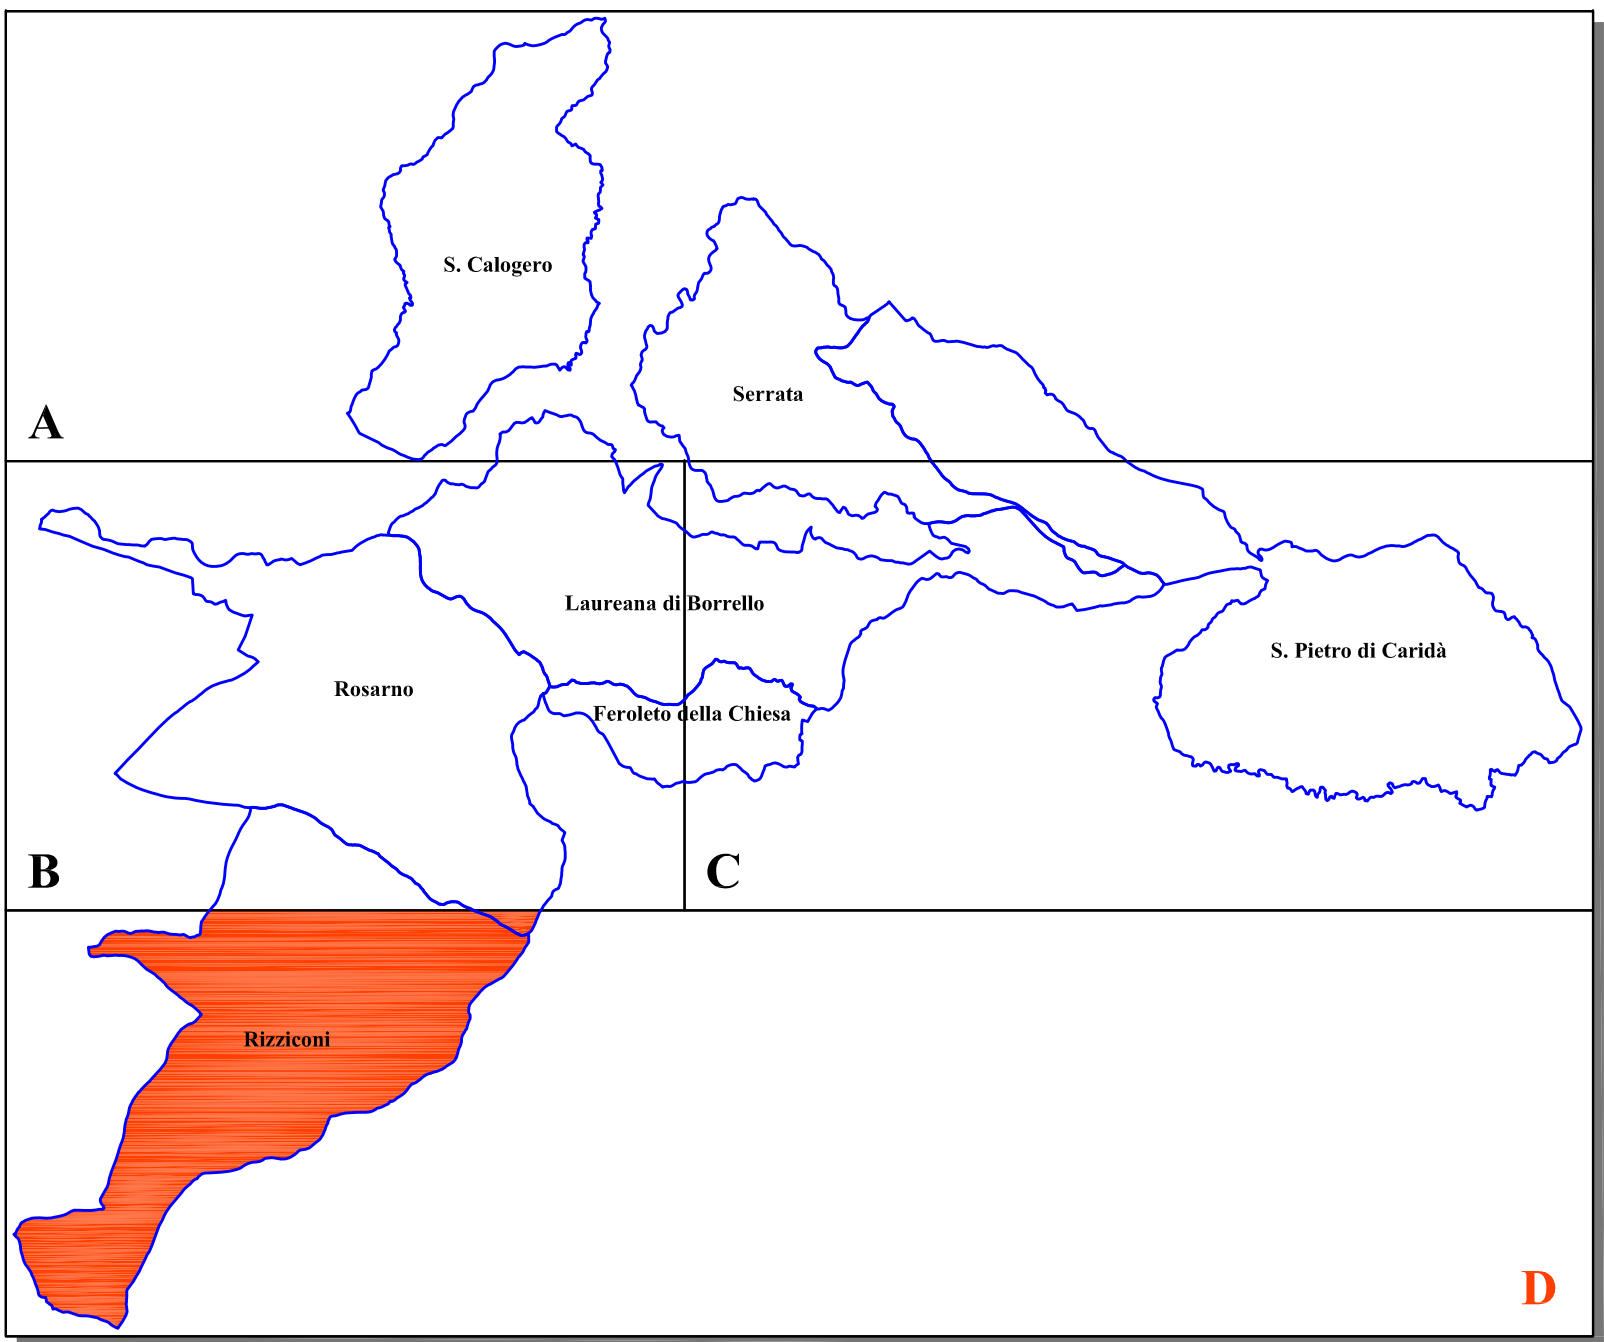 S. Calogero
Serrata
A
Laureana di Borrello
S. Pietro di Caridà
Rosarno
Feroleto della Chiesa
B
C
Rizziconi
D